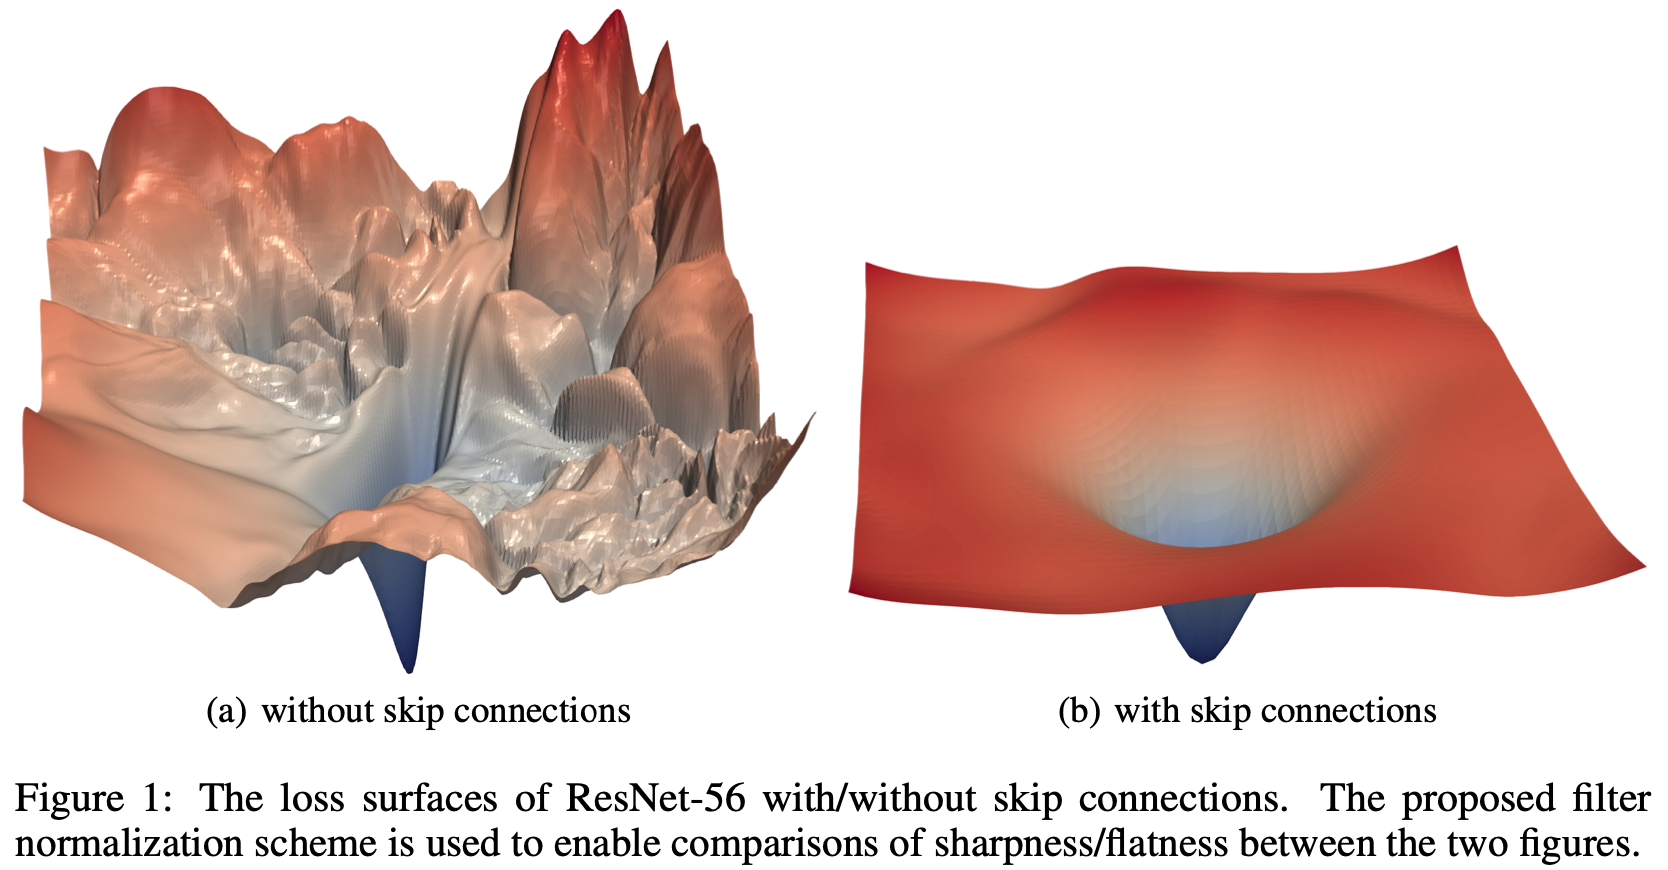 (a) without skip connections
(b) with skip connections
Figure 1: The loss surfaces of ResNet-56 with/without skip connections. The proposed filter
normalization scheme is used to enable comparisons of sharpness/flatness between the two figures.